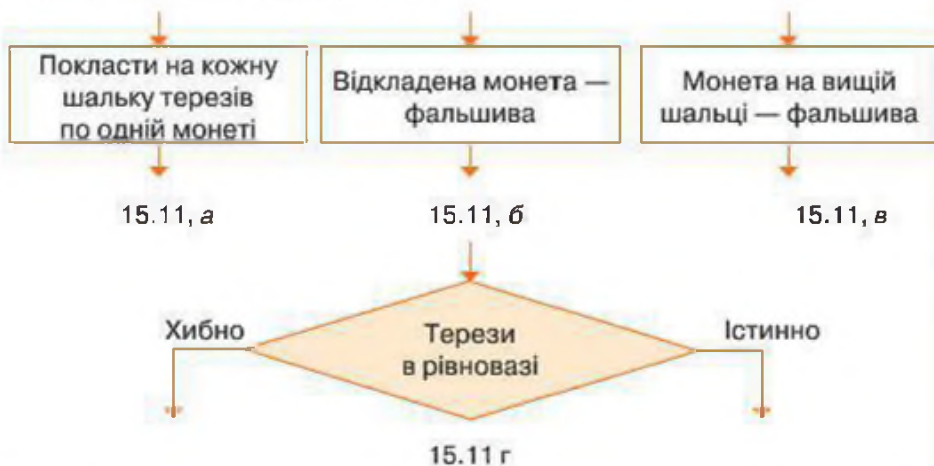 Покласти на кожну
шальку терезів
по одній монеті
Відкладена монета —
фальшива
Монета на вищій
шальці — фальшива
15.11, а
15.11, б
15.11, в
Хибно
Терези
в рівновазі
Істинно
15.11 г